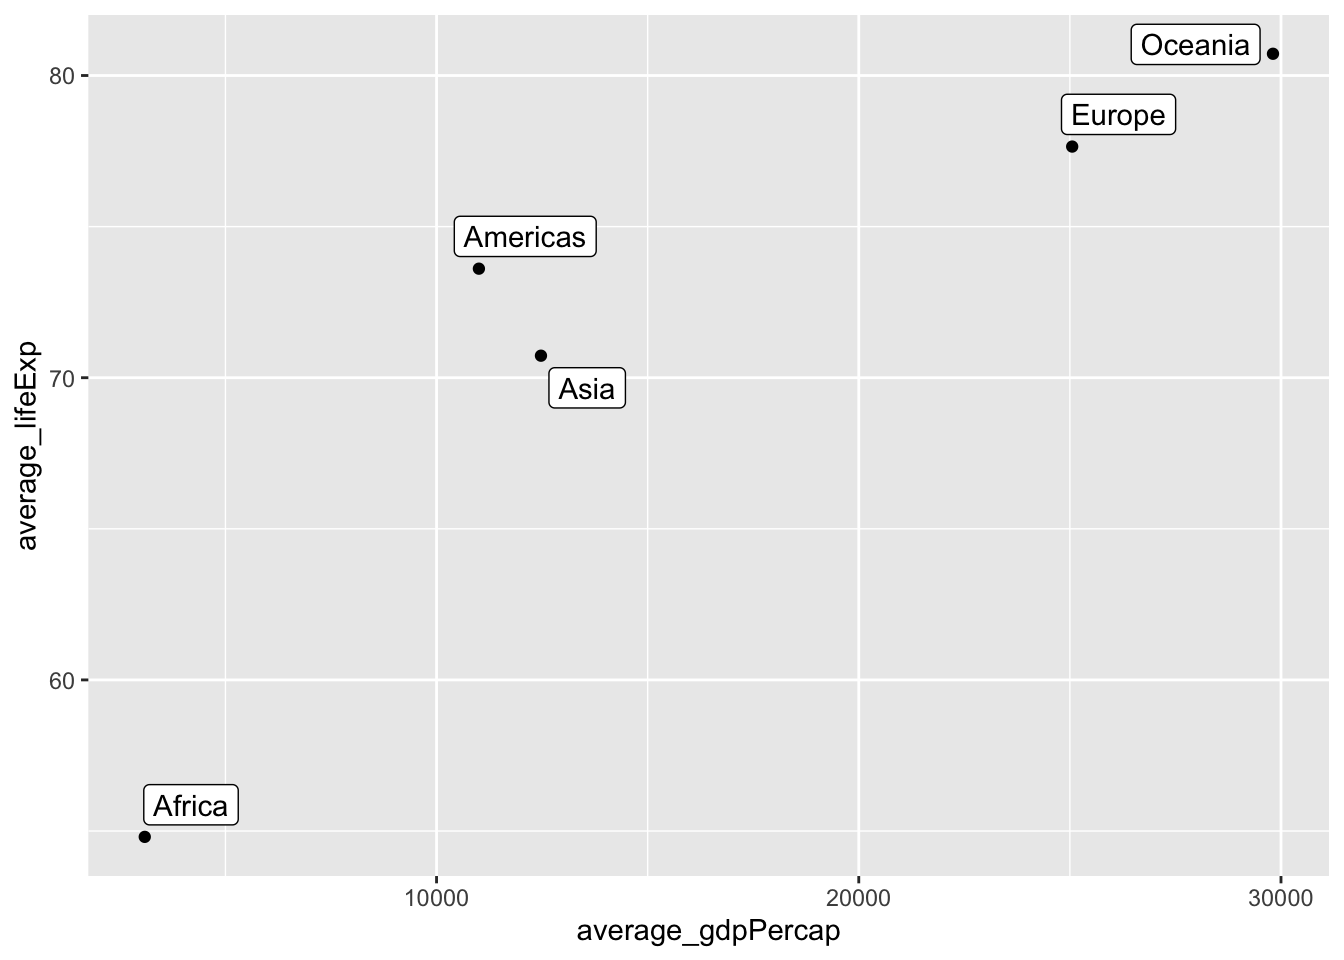 Oceania
80
Europe
Americas
70
Asia
average_lifeExp
60
Africa
10000
20000
30000
average_gdpPercap